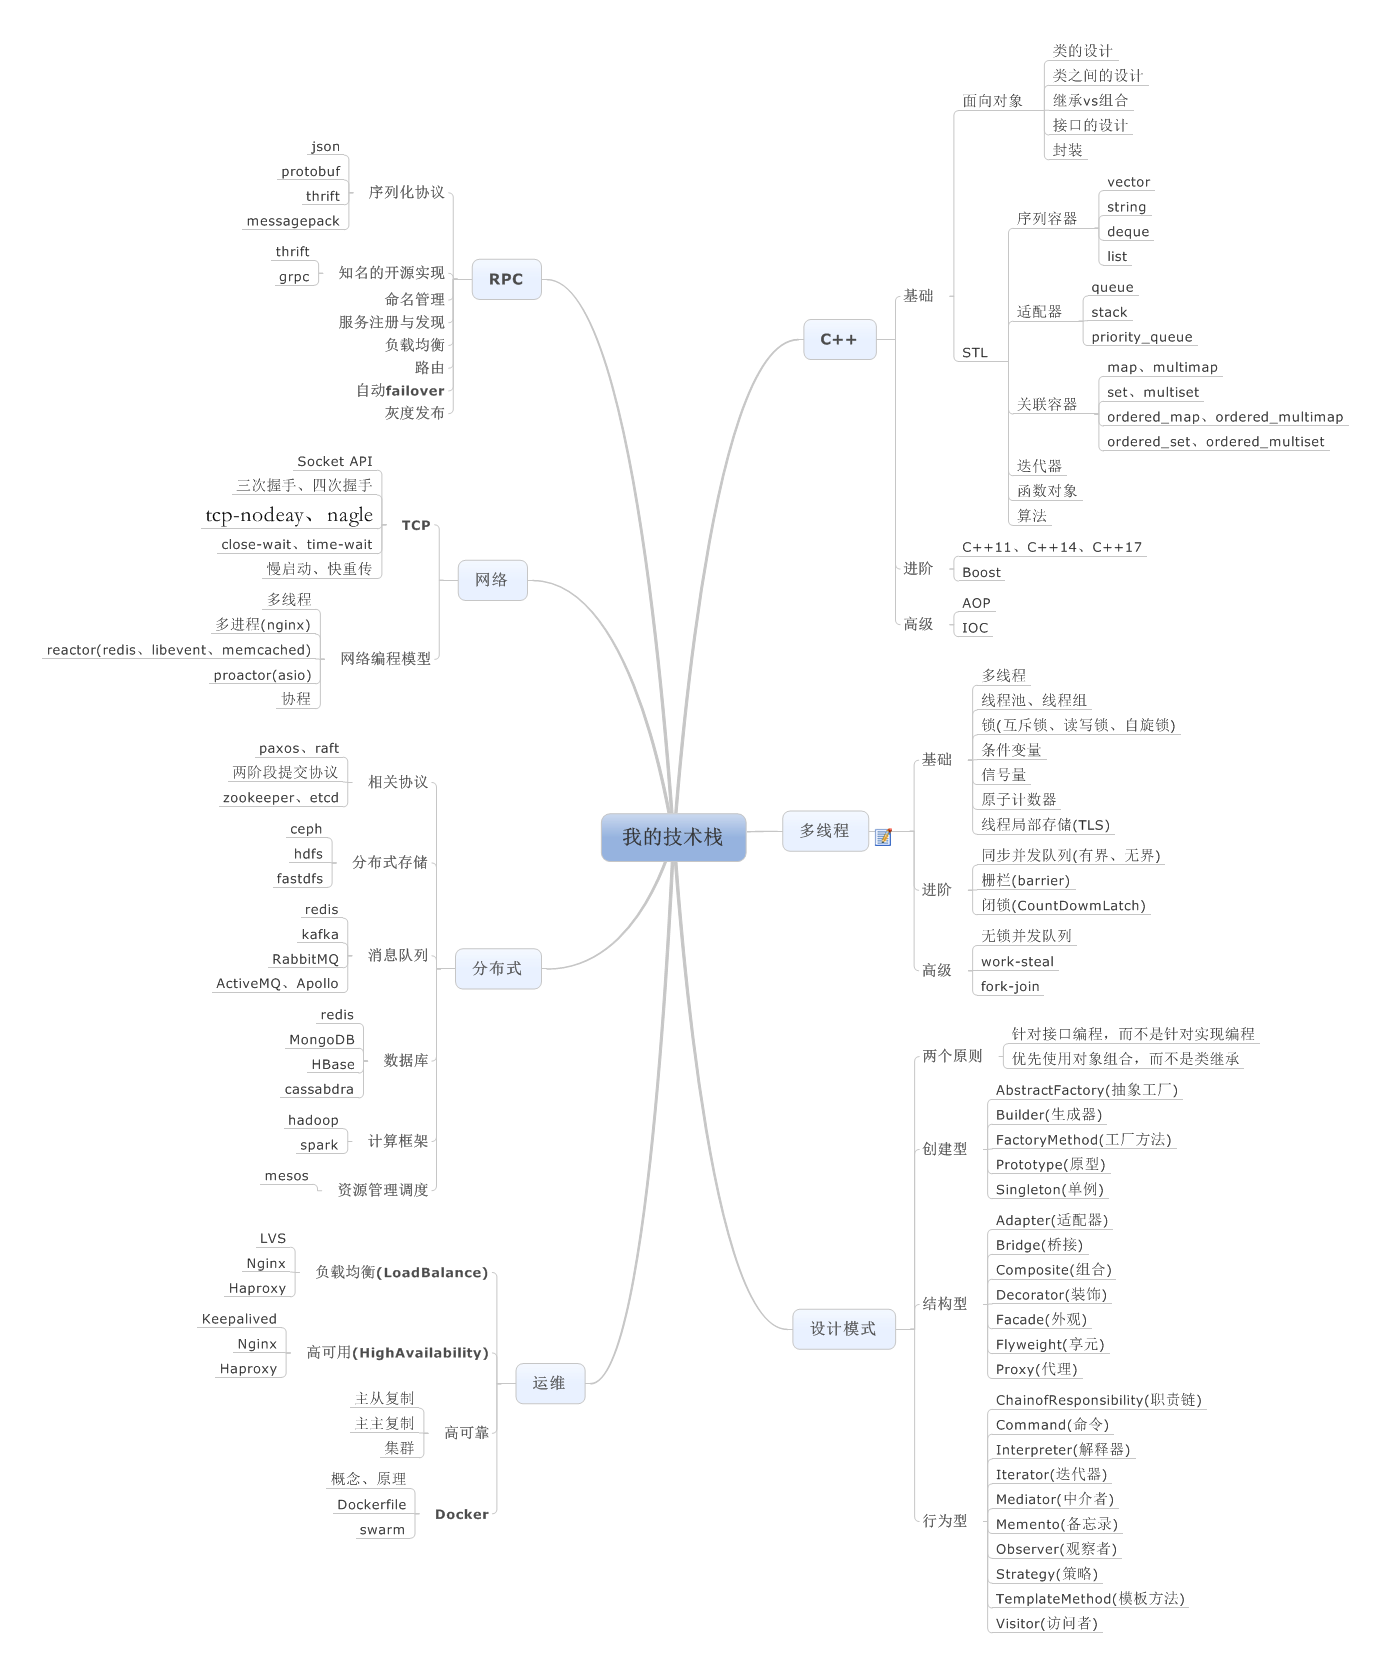 我的技术栈
C++
基础
面向对象
类的设计
类之间的设计
继承vs组合
接口的设计
封装
STL
序列容器
vector
string
deque
list
适配器
queue
stack
priority_queue
关联容器
map、multimap
set、multiset
ordered_map、ordered_multimap
ordered_set、ordered_multiset
迭代器
函数对象
算法
进阶
C++11、C++14、C++17
Boost
高级
AOP
IOC
多线程
基础
多线程
线程池、线程组
锁(互斥锁、读写锁、自旋锁)
条件变量
信号量
原子计数器
线程局部存储(TLS)
进阶
同步并发队列(有界、无界)
栅栏(barrier)
闭锁(CountDowmLatch)
高级
无锁并发队列
work-steal
fork-join
设计模式
两个原则
针对接口编程，而不是针对实现编程
优先使用对象组合，而不是类继承
创建型
AbstractFactory(抽象工厂)
Builder(生成器)
FactoryMethod(工厂方法)
Prototype(原型)
Singleton(单例)
结构型
Adapter(适配器)
Bridge(桥接)
Composite(组合)
Decorator(装饰)
Facade(外观)
Flyweight(享元)
Proxy(代理)
行为型
ChainofResponsibility(职责链)
Command(命令)
Interpreter(解释器)
Iterator(迭代器)
Mediator(中介者)
Memento(备忘录)
Observer(观察者)
Strategy(策略)
TemplateMethod(模板方法)
Visitor(访问者)
RPC
序列化协议
json
protobuf
thrift
messagepack
知名的开源实现
thrift
grpc
命名管理
服务注册与发现
负载均衡
路由
自动failover
灰度发布
网络
TCP
Socket API
三次握手、四次握手
tcp-nodeay、nagle
close-wait、time-wait
慢启动、快重传
网络编程模型
多线程
多进程(nginx)
reactor(redis、libevent、memcached)
proactor(asio)
协程
分布式
相关协议
paxos、raft
两阶段提交协议
zookeeper、etcd
分布式存储
ceph
hdfs
fastdfs
消息队列
redis
kafka
RabbitMQ
ActiveMQ、Apollo
数据库
redis
MongoDB
HBase
cassabdra
计算框架
hadoop
spark
资源管理调度
mesos
运维
负载均衡(LoadBalance)
LVS
Nginx
Haproxy
高可用(HighAvailability)
Keepalived
Nginx
Haproxy
高可靠
主从复制
主主复制
集群
Docker
概念、原理
Dockerfile
swarm